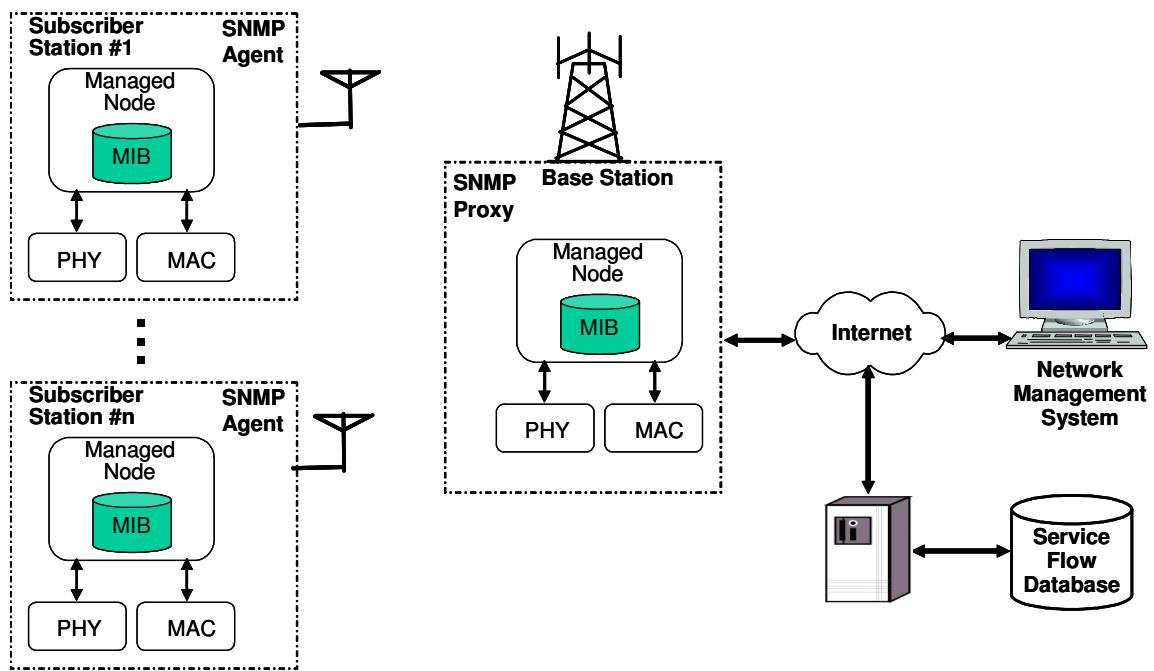 Subscriber
Station #1
SNMP
Agent
Managed
Node
MIB
PHY
MAC
Subscriber
Station #n
SNMP
Agent
Managed
Node
MIB
PHY
MAC
SNMP
Proxy
Base Station
Managed
Node
MIB
PHY
MAC
Internet
Network
Management
System
Service
Flow
Database